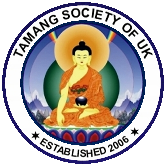 TAMANG SOCIETY OF UK
★ ESTABLISHED 2006 ★